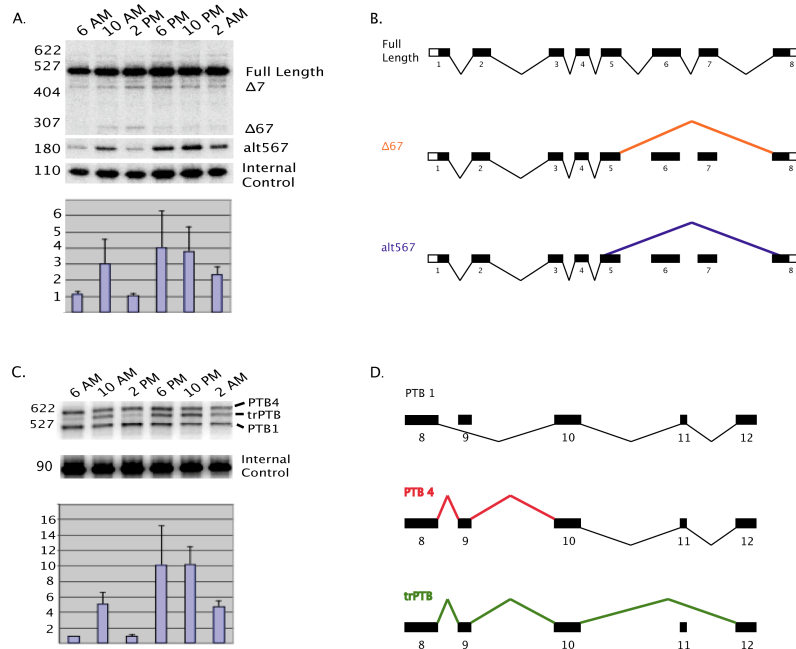 A.
6 AM 10 AM 2 PM 6 PM 10 PM 2 AM
622
527
404
307
180
110
Full Length
Δ7
Δ67
alt567
Internal
Control
6
5
4
3
2
1
B.
Full
Length
1 2 3 4 5 6 7 8
Δ67
1 2 3 4 5 6 7 8
alt567
1 2 3 4 5 6 7 8
C.
6 AM 10 AM 2 PM 6 PM 10 PM 2 AM
622
527
90
PTB4
trPTB
PTB1
Internal
Control
16
14
12
10
8
6
4
2
D.
PTB 1
8 9 10 11 12
PTB 4
8 9 10 11 12
trPTB
8 9 10 11 12